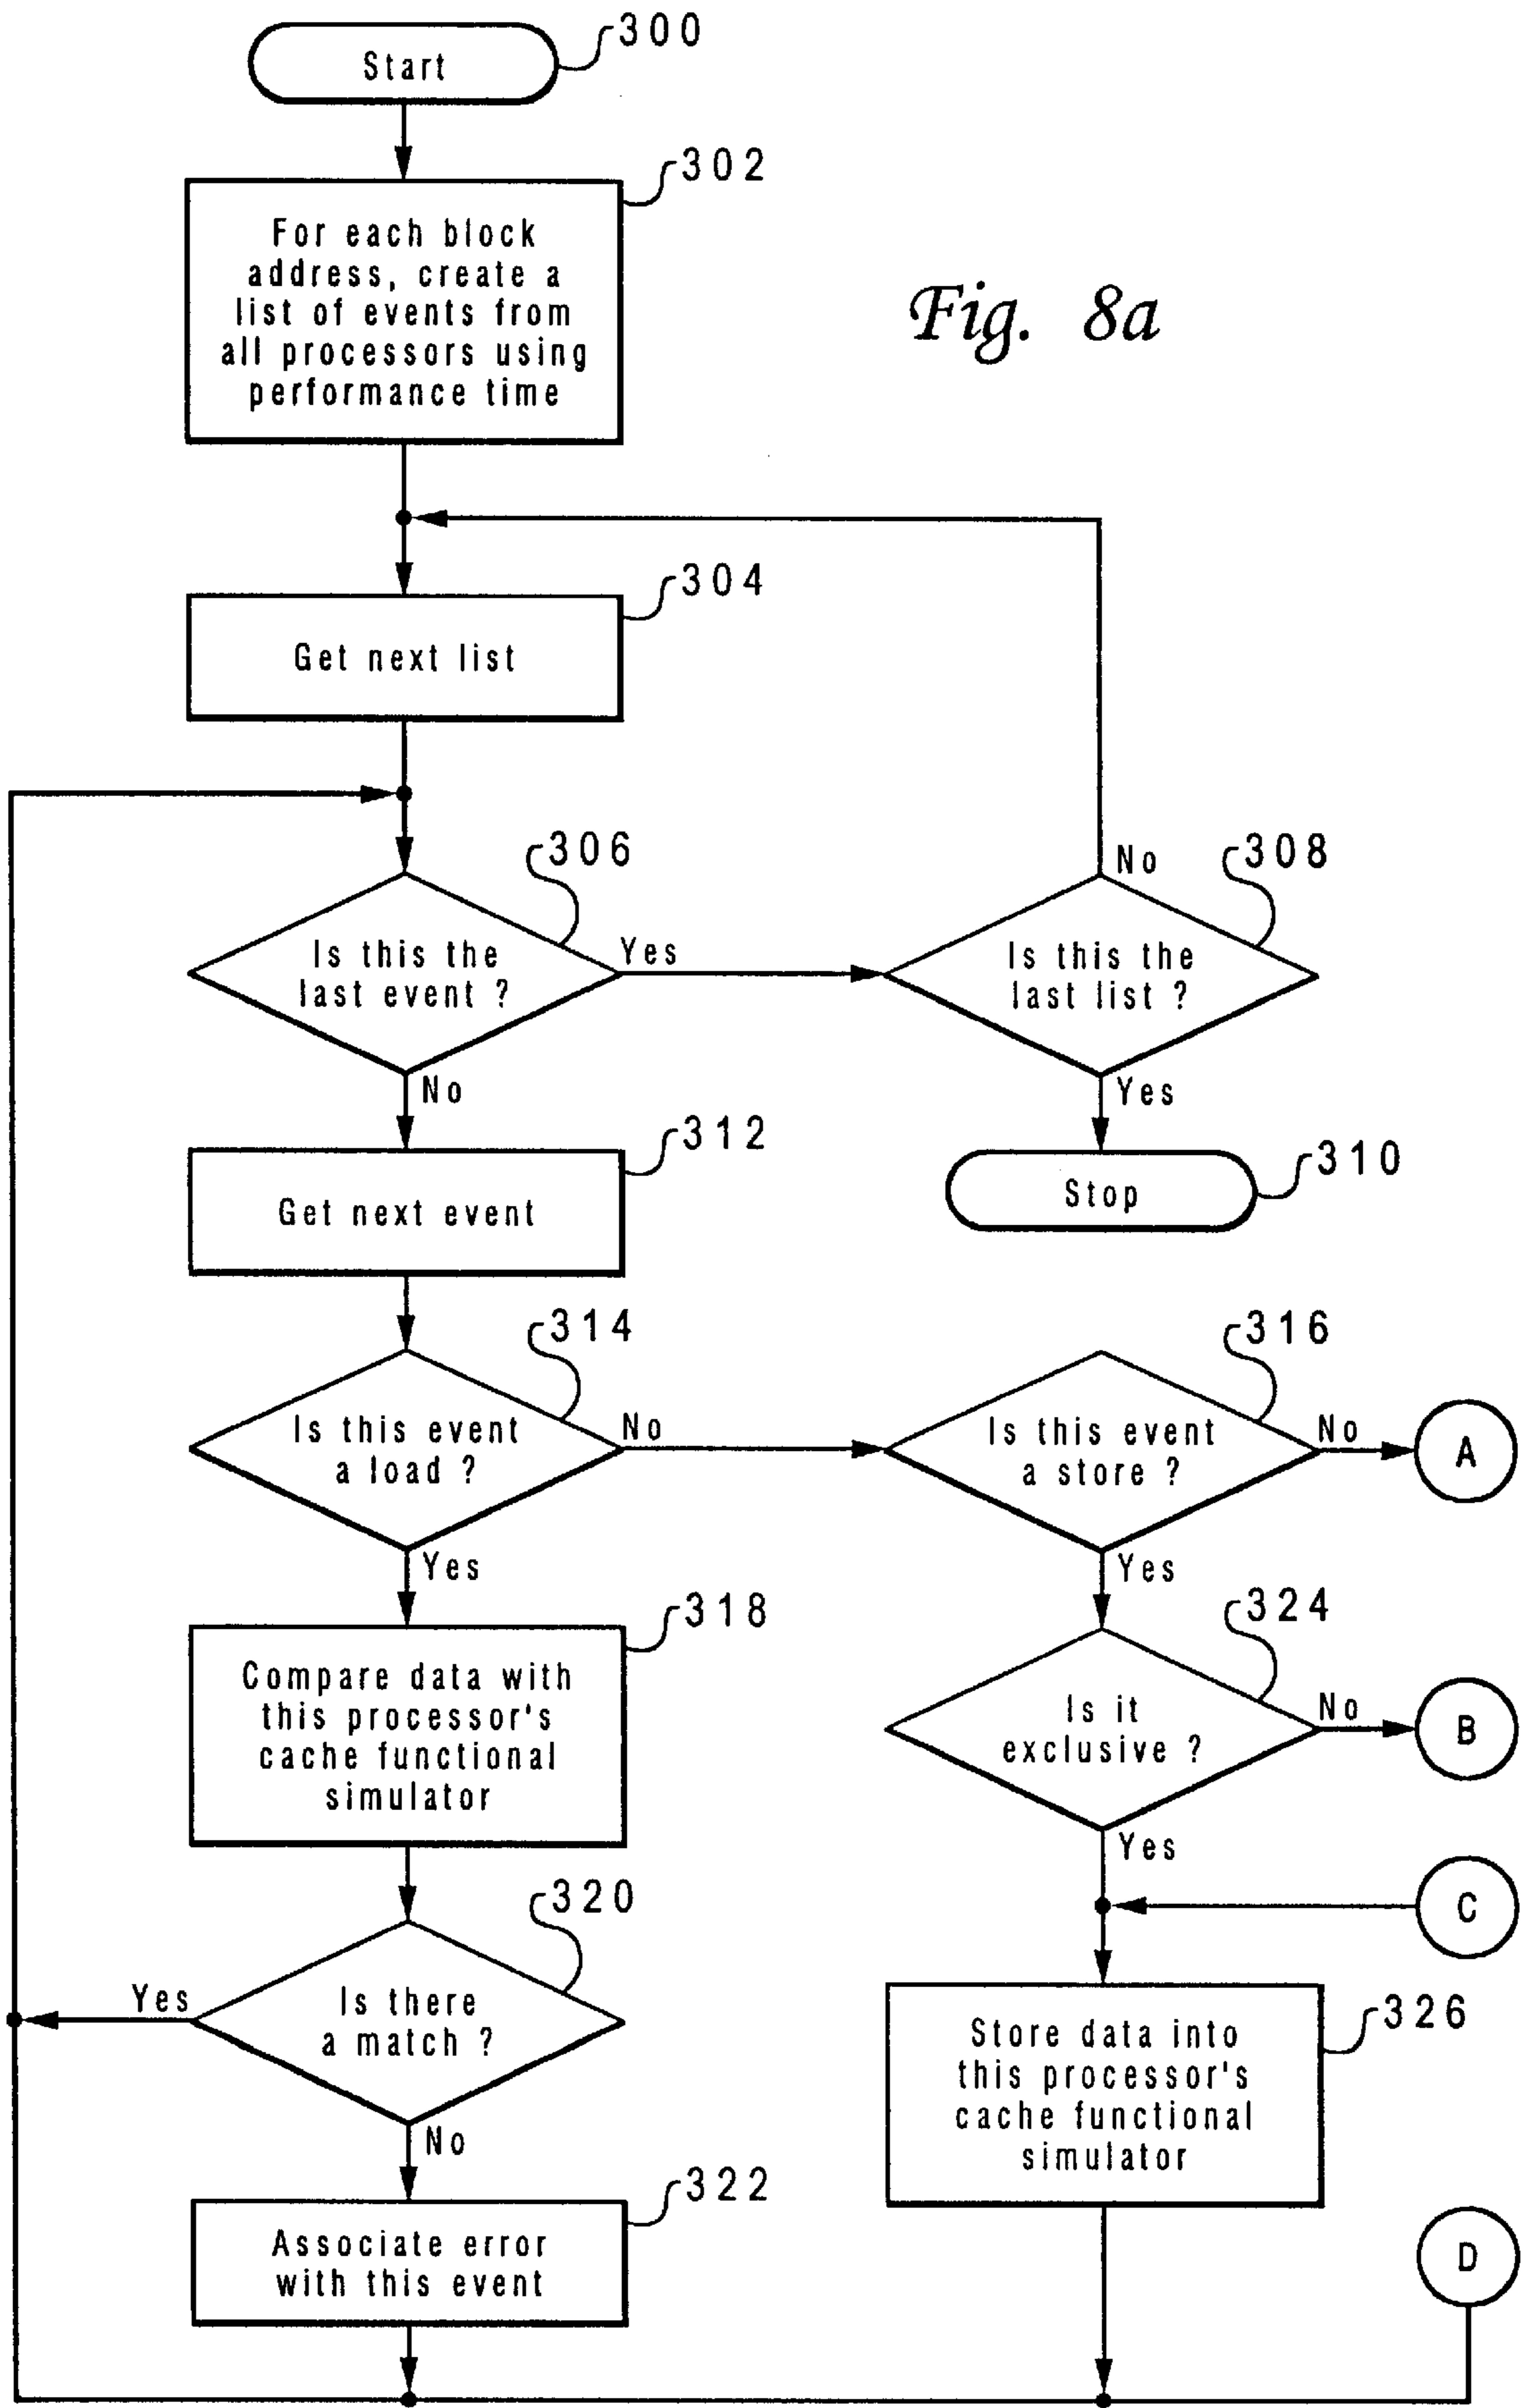 Start
300
302
For each block
address, create a
list of events from
all processors using
performance time
Fig. 8a
304
Get next list
306
Is this the
last event ?
Yes
No
308
No
Is this the
last list ?
Yes
312
Get next event
310
Stop
314
Is this event
a load ?
No
Yes
316
Is this event
a store ?
No
A
Yes
318
Compare data with
this processor's
cache functional
simulator
324
Is it
exclusive ?
No
B
Yes
C
320
Yes
Is there
a match ?
No
326
Store data into
this processor's
cache functional
simulator
322
Associate error
with this event
D